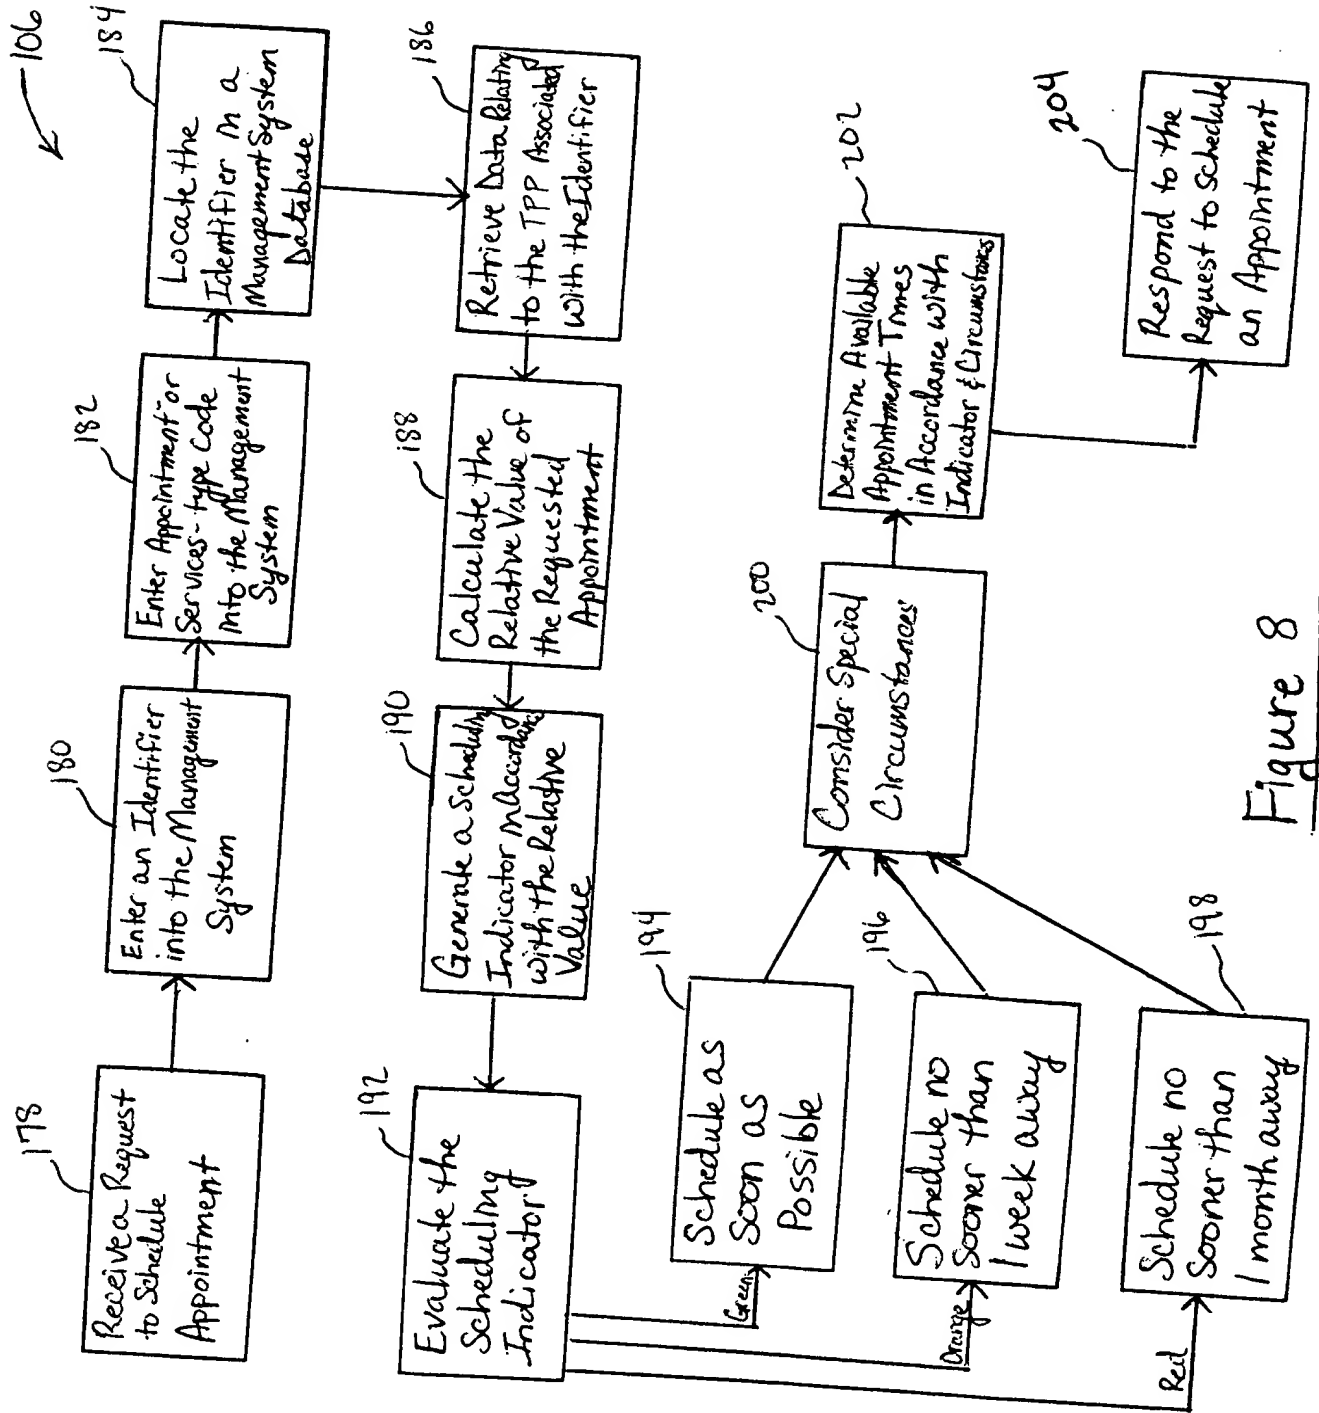 106
178
Receive a Request
to Schedule
Appointment
180
Enter an Identifier
into the Management
System
182
Enter Appointment- or
Services-type Code
into the Management
System
184
Locate the
Identifier in a
Management System
Database
186
Retrieve Data Relating
to the TPP Associated
with the Identifier
188
Calculate the
Relative Value of
the Requested
Appointment
190
Generate a Scheduling
Indicator in Accordance
with the Relative
Value
192
Evaluate the
Scheduling
Indicator
Green
Orange
Red
194
Schedule as
Soon as
Possible
196
Schedule no
Sooner than
1 week away
198
Schedule no
Sooner than
1 month away
200
Consider Special
Circumstances
202
Determine Available
Appointment Times
in Accordance with
Indicator & Circumstances
204
Respond to the
Request to Schedule
an Appointment
Figure 8